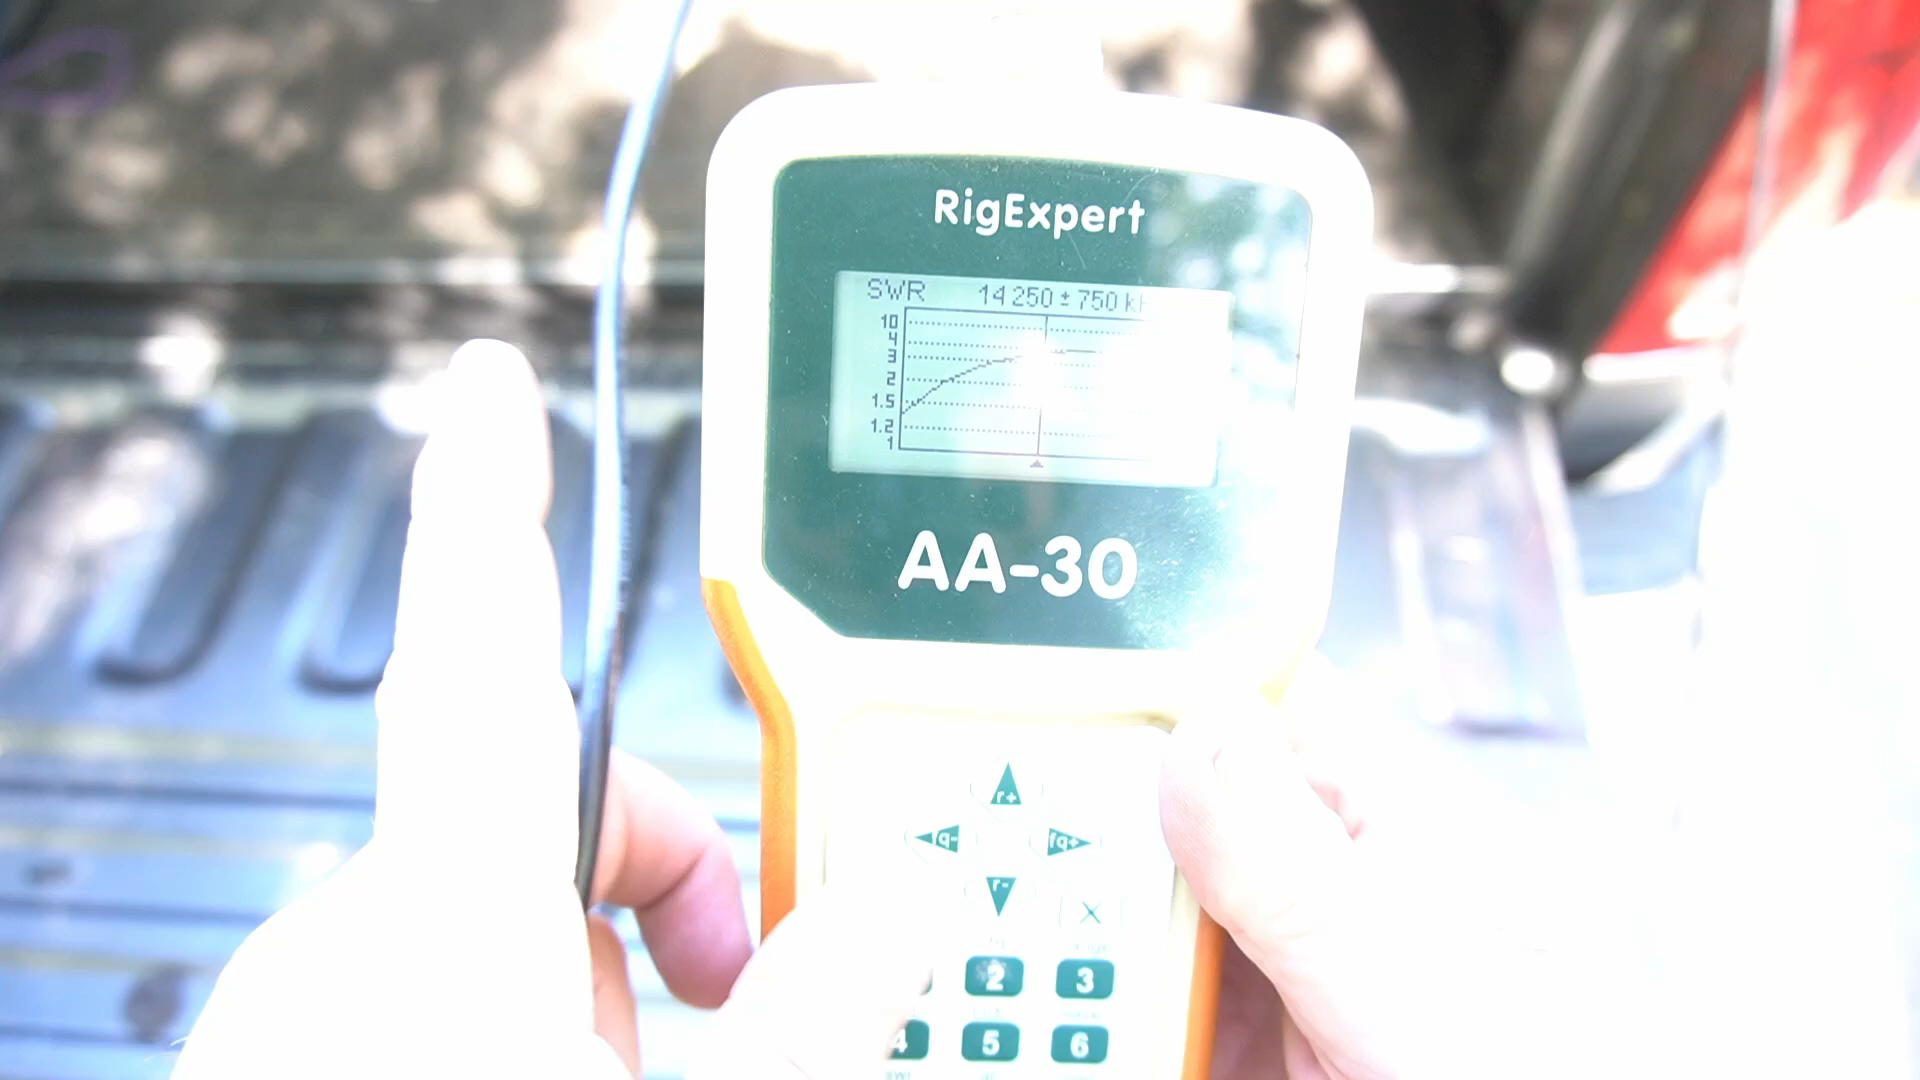 RigExpert
SWR 14 250 ± 750 k
10
4
3
2
1.5
1.2
1
AA-30
r+
fq- fq+
r-
X
2 3
4 5 6